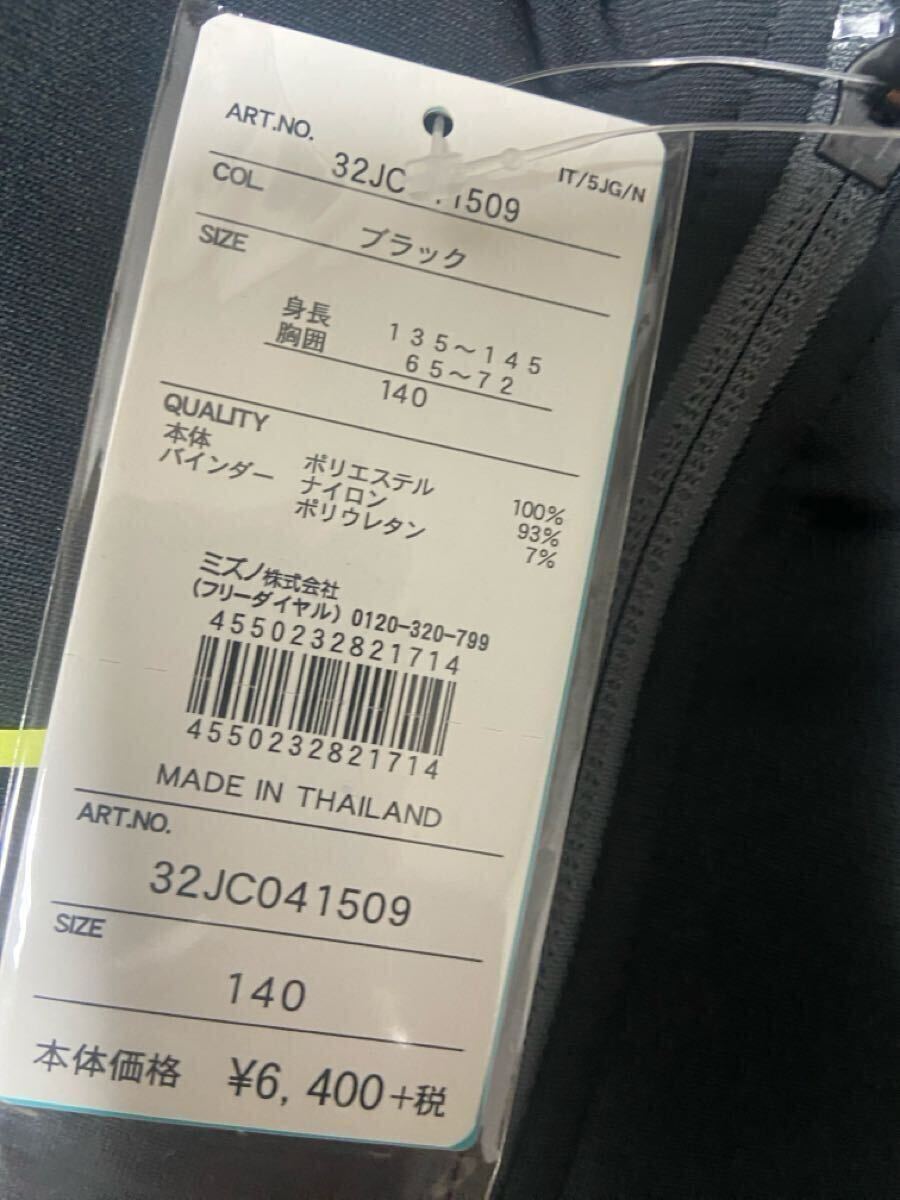 ART.NO.
IT/5JG/N
32JC 1509
COL.
ブラック
SIZE
身長 135～145
胸囲 65～72
140
QUALITY
本体 ポリエステル 100%
バインダー ナイロン 93%
ポリウレタン 7%
ミズノ株式会社
(フリーダイヤル) 0120-320-799
4550232821714
4550232821714
MADE IN THAILAND
ART.NO.
32JC041509
SIZE
140
本体価格 ¥6,400+税